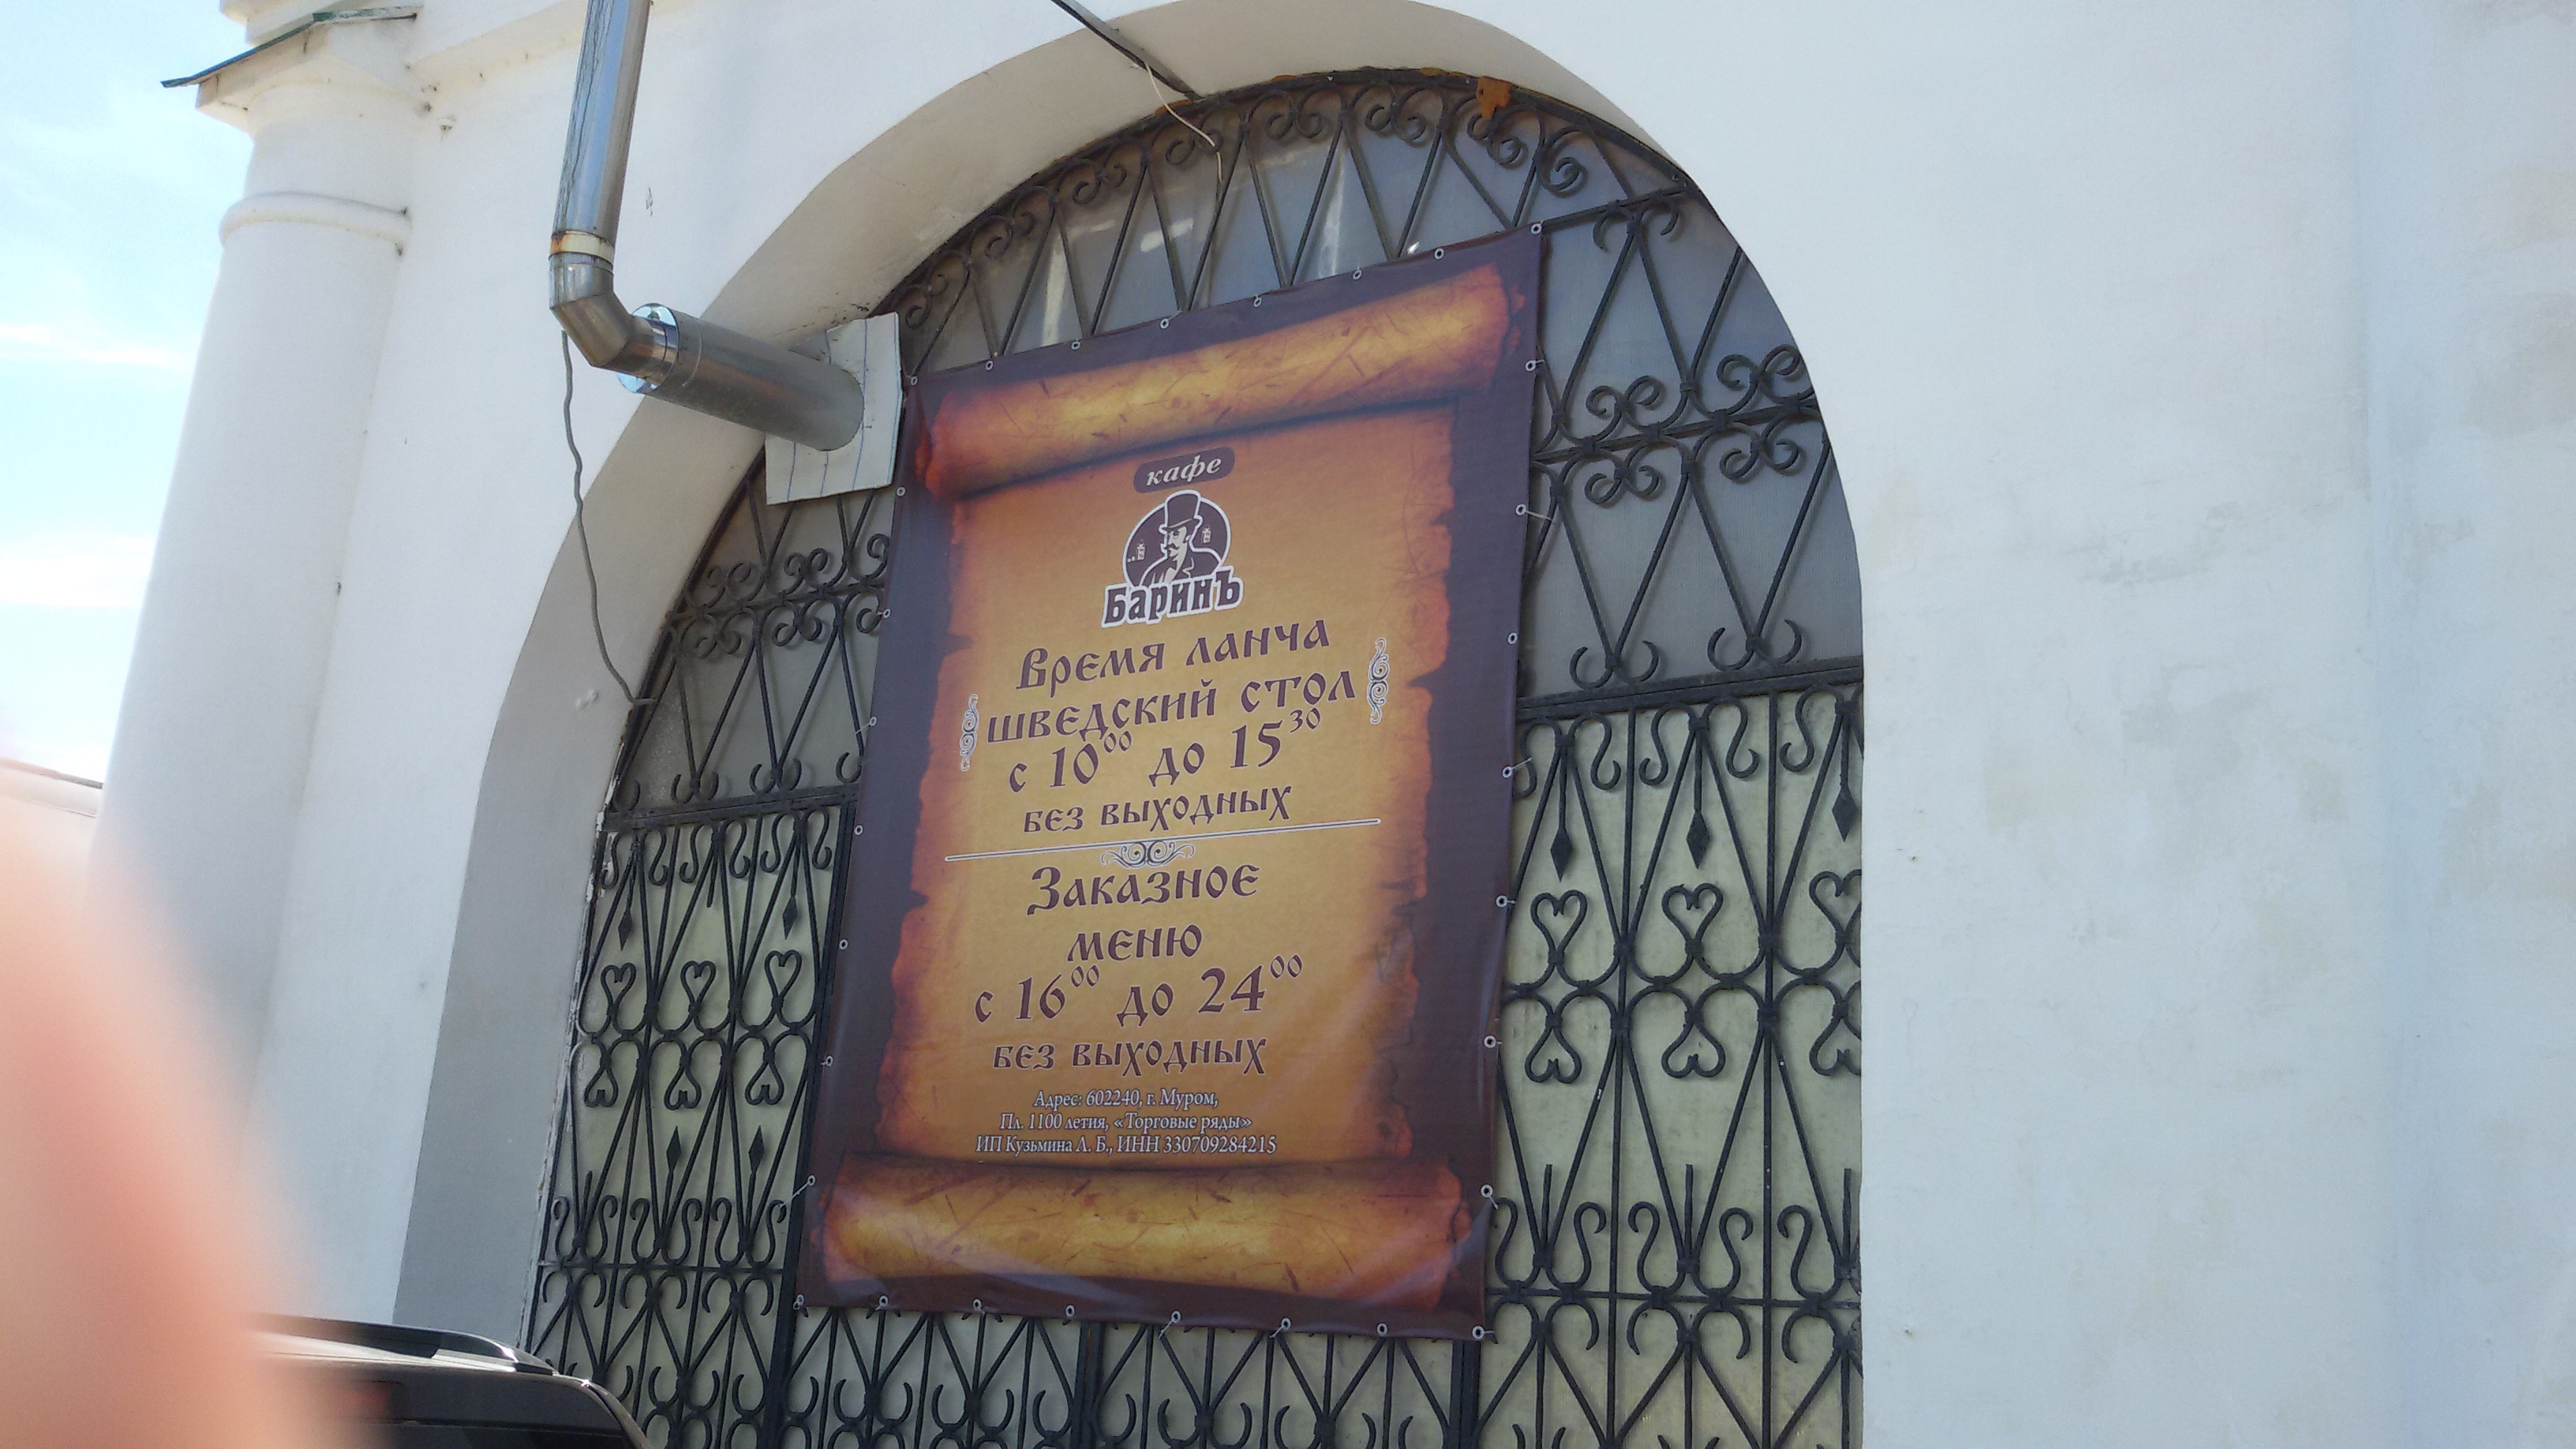 кафе
БаринЪ
Время ланча
шведский стол
с 10⁰⁰ до 15³⁰
без выходных
Заказное
меню
с 16⁰⁰ до 24⁰⁰
без выходных
Адрес: 602240, г. Муром,
Пл. 1100 летия, «Торговые ряды»
ИП Кузьмина Л. Б., ИНН 330709284215